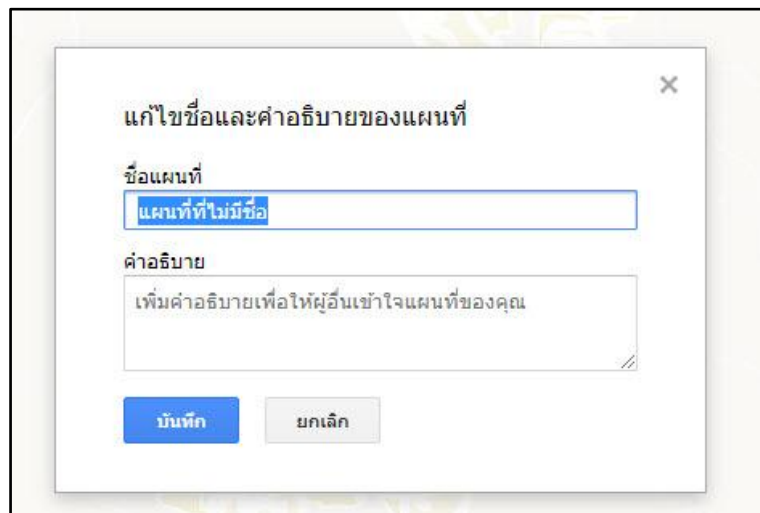 แก้ไขชื่อและคำอธิบายของแผนที่
ชื่อแผนที่
แผนที่ที่ไม่มีชื่อ
คำอธิบาย
เพิ่มคำอธิบายเพื่อให้ผู้อื่นเข้าใจแผนที่ของคุณ
บันทึก ยกเลิก